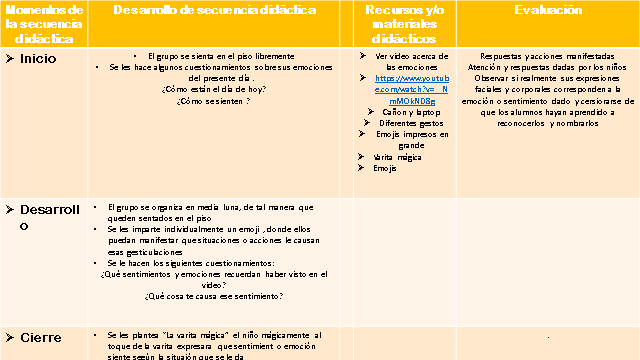 Momentos de la secuencia didáctica
Desarrollo de secuencia didáctica
Recursos y/o materiales didácticos
Evaluación
➢ Inicio
• El grupo se sienta en el piso libremente
• Se les hace algunos cuestionamientos sobre sus emociones
del presente día .
¿Cómo están el día de hoy?
¿Cómo se sienten ?
➢ Ver video acerca de
las emociones
➢ https://www.youtub
e.com/watch?v=__N
mMOkND8g
➢ Cañon y laptop
➢ Diferentes gestos
➢ Emojis impresos en
grande
➢ Varita mágica
➢ Emojis
Respuestas y acciones manifestadas
Atención y respuestas dadas por los niños
Observar si realmente sus expresiones
faciales y corporales corresponden a la
emoción o sentimiento dado y cersiorarse de
que los alumnos hayan aprendido a
reconocerlos y nombrarlos
➢ Desarroll
o
• El grupo se organiza en media luna, de tal manera que
queden sentados en el piso
• Se les imparte individualmente un emoji , donde ellos
puedan manifestar que situaciones o acciones le causan
esas gesticulaciones
• Se le hacen los siguientes cuestionamientos:
¿Qué sentimientos y emociones recuerdan haber visto en el
video?
¿Qué cosa te causa ese sentimiento?
➢ Cierre
• Se les plantea “La varita mágica” el niño mágicamente al
toque de la varita expresara que sentimiento o emoción
siente según la situaión que se le da
.